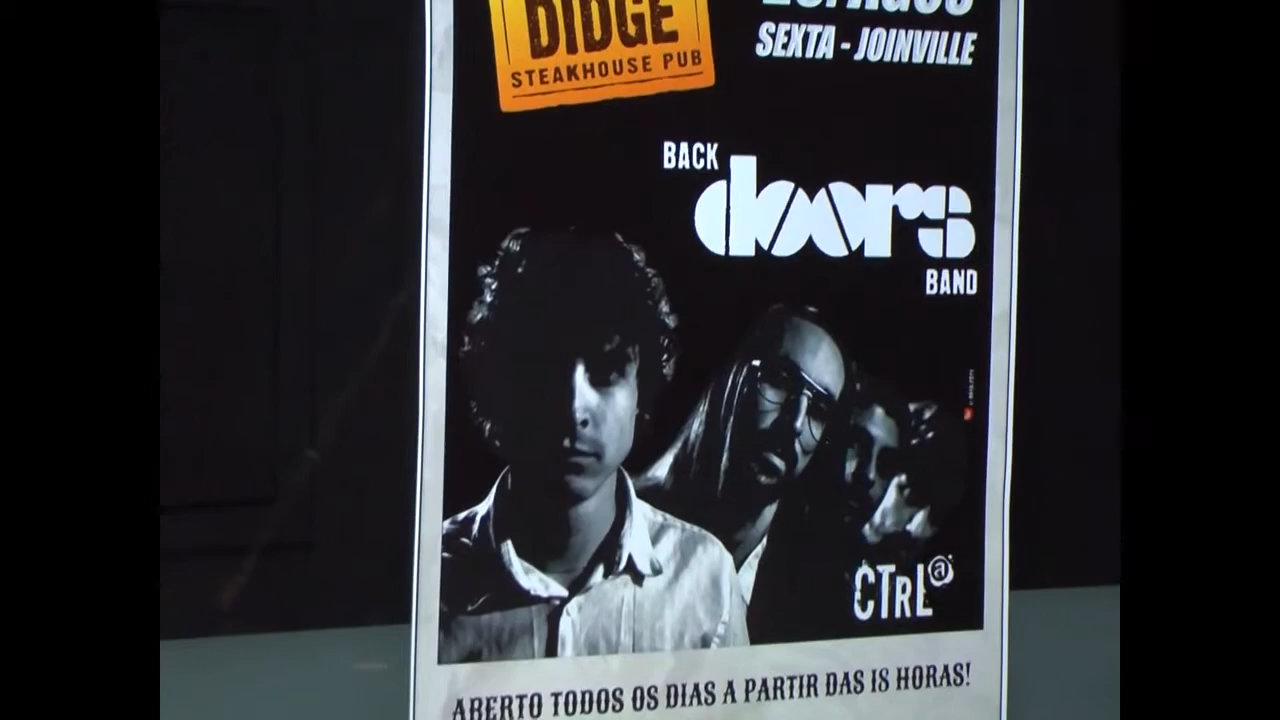 DIDGE
STEAKHOUSE PUB
SEXTA - JOINVILLE
BACK
doors
BAND
CTRL@
ABERTO TODOS OS DIAS A PARTIR DAS 18 HORAS!